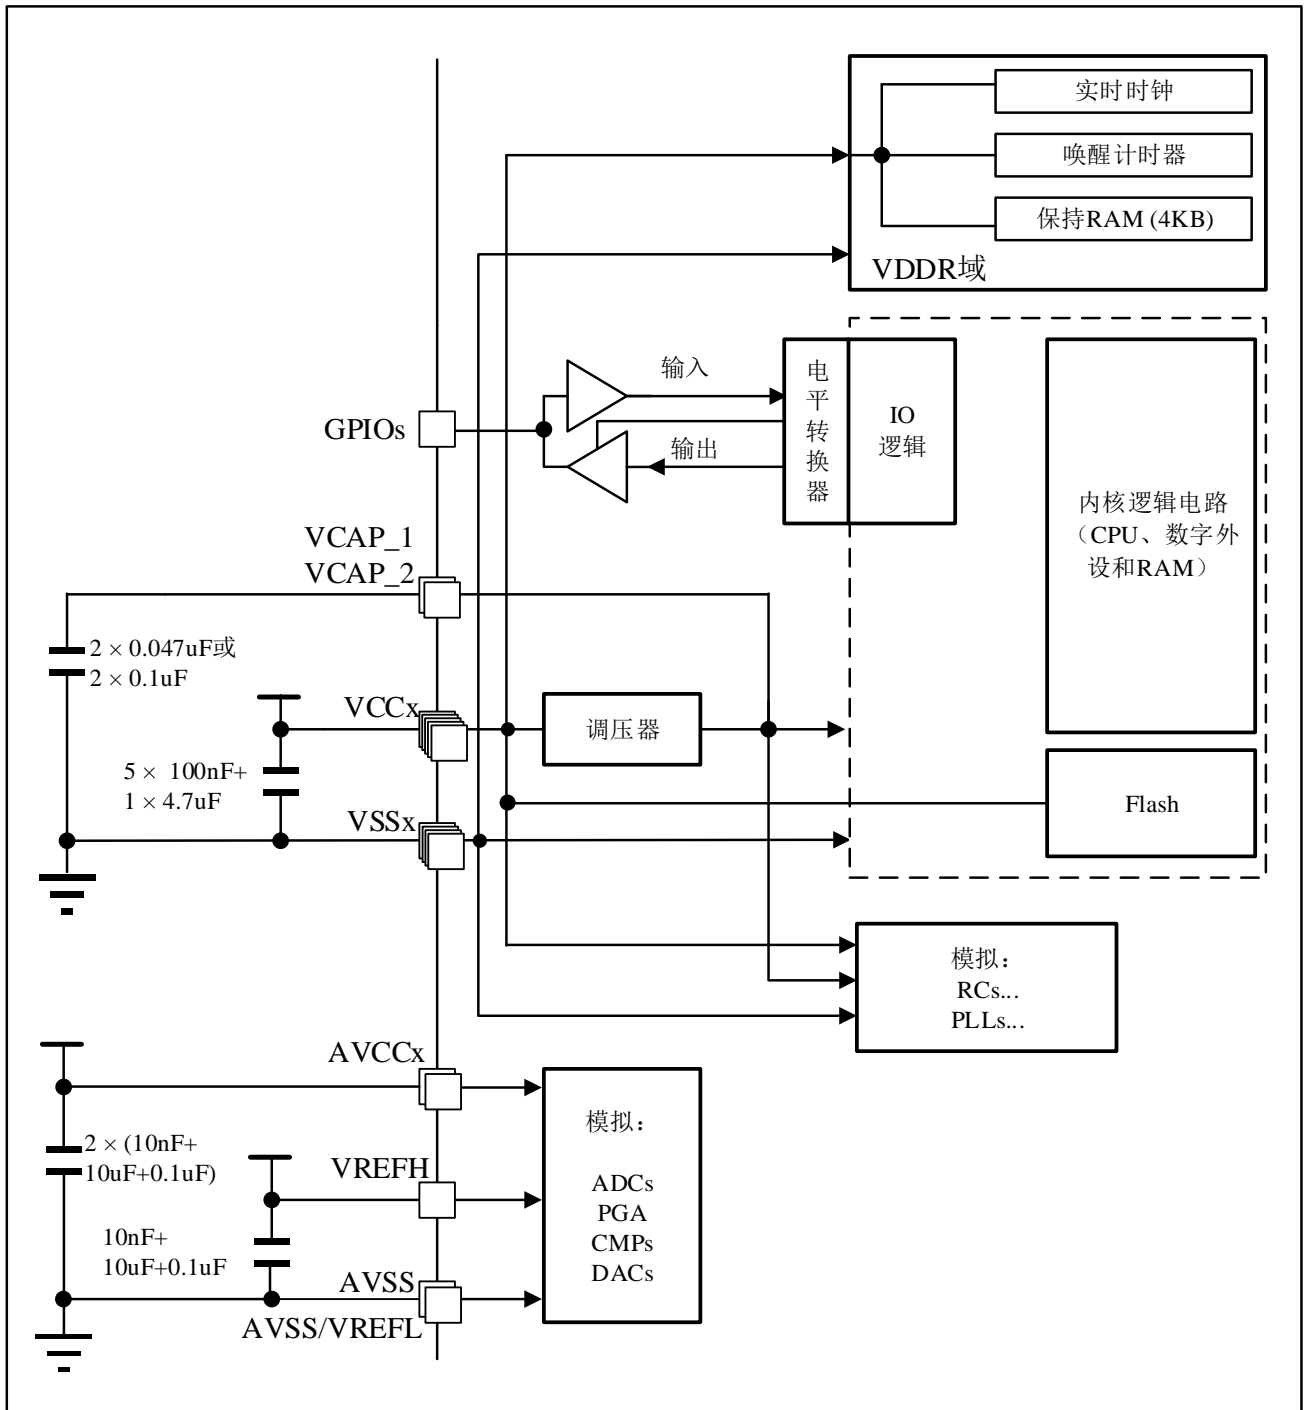 实时时钟
唤醒计时器
保持RAM (4KB)
VDDR域
输入
电平转换器
IO
逻辑
GPIOs
输出
内核逻辑电路
（CPU、数字外
设和RAM）
VCAP_1
VCAP_2
2 × 0.047uF或
2 × 0.1uF
VCCx
调压器
5 × 100nF+
1 × 4.7uF
Flash
VSSx
模拟：
RCs...
PLLs...
AVCCx
模拟：
2 × (10nF+
10uF+0.1uF)
VREFH
ADCs
PGA
CMPs
DACs
10nF+
10uF+0.1uF
AVSS
AVSS/VREFL